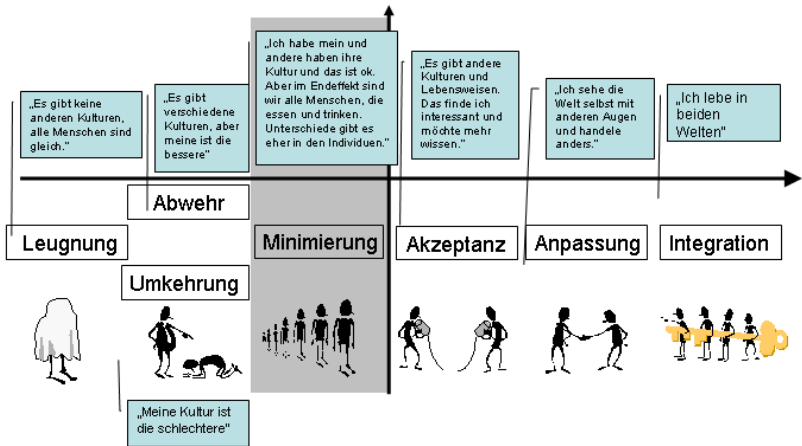 „Es gibt keine
anderen Kulturen,
alle Menschen sind
gleich.”
„Es gibt
verschiedene
Kulturen, aber
meine ist die
bessere”
„Ich habe mein und
andere haben ihre
Kultur und das ist ok.
Aber im Endeffekt sind
wir alle Menschen, die
essen und trinken.
Unterschiede gibt es
eher in den Individuen.”
„Es gibt andere
Kulturen und
Lebensweisen.
Das finde ich
interessant und
möchte mehr
wissen.”
„Ich sehe die
Welt selbst mit
anderen Augen
und handele
anders.”
„Ich lebe in
beiden
Welten”
Abwehr
Leugnung
Umkehrung
Minimierung
Akzeptanz
Anpassung
Integration
„Meine Kultur ist
die schlechtere”